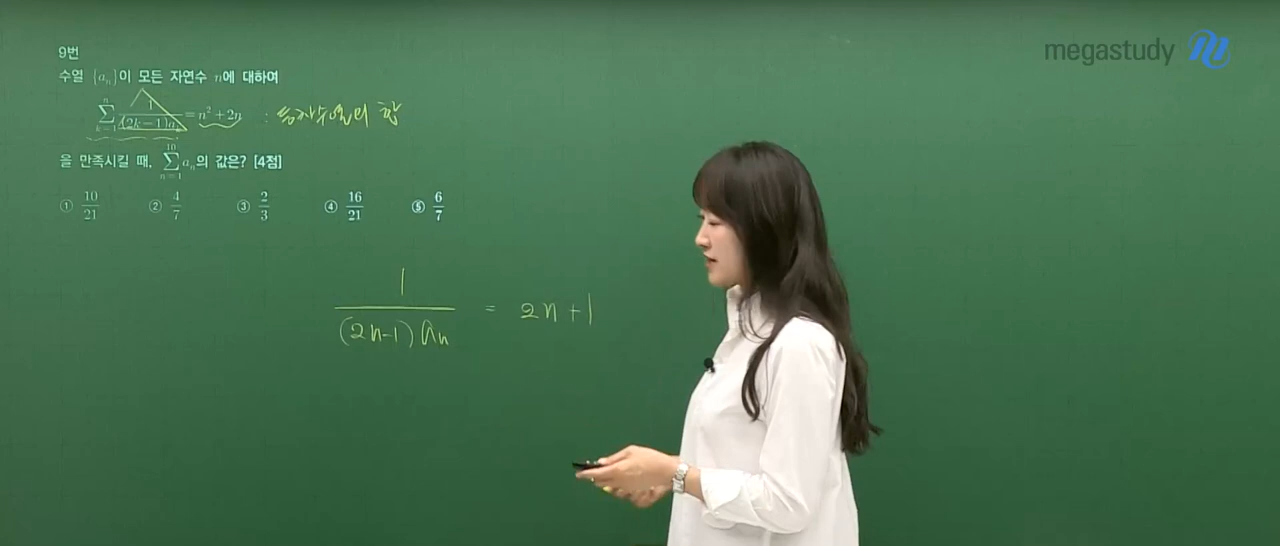 megastudy
9번
수열 {aₙ}이 모든 자연수 n에 대하여
∑ₖ₌₁ⁿ 1/((2k−1)aₖ) = n² + 2n : 등차수열의 합
을 만족시킬 때, ∑ₙ₌₁¹⁰ aₙ의 값은? [4점]
① 10/21 ② 4/7 ③ 2/3 ④ 16/21 ⑤ 6/7
1/((2n-1)aₙ) = 2n+1